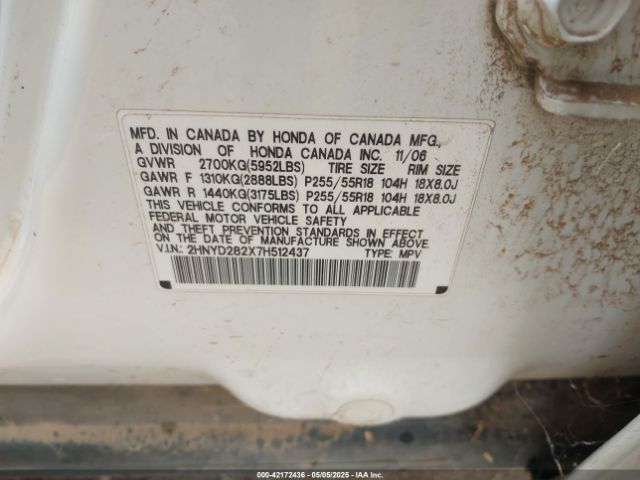 MFD. IN CANADA BY HONDA OF CANADA MFG.,
A DIVISION OF HONDA CANADA INC. 11/06
GVWR 2700KG(5952LBS) TIRE SIZE RIM SIZE
GAWR F 1310KG(2888LBS) P255/55R18 104H 18X8.0J
GAWR R 1440KG(3175LBS) P255/55R18 104H 18X8.0J
THIS VEHICLE CONFORMS TO ALL APPLICABLE
FEDERAL MOTOR VEHICLE SAFETY
AND THEFT PREVENTION STANDARDS IN EFFECT
ON THE DATE OF MANUFACTURE SHOWN ABOVE.
V.I.N.: 2HNYD282X7H512437 TYPE: MPV
000-42172436 - 05/05/2025 - IAAI Inc.